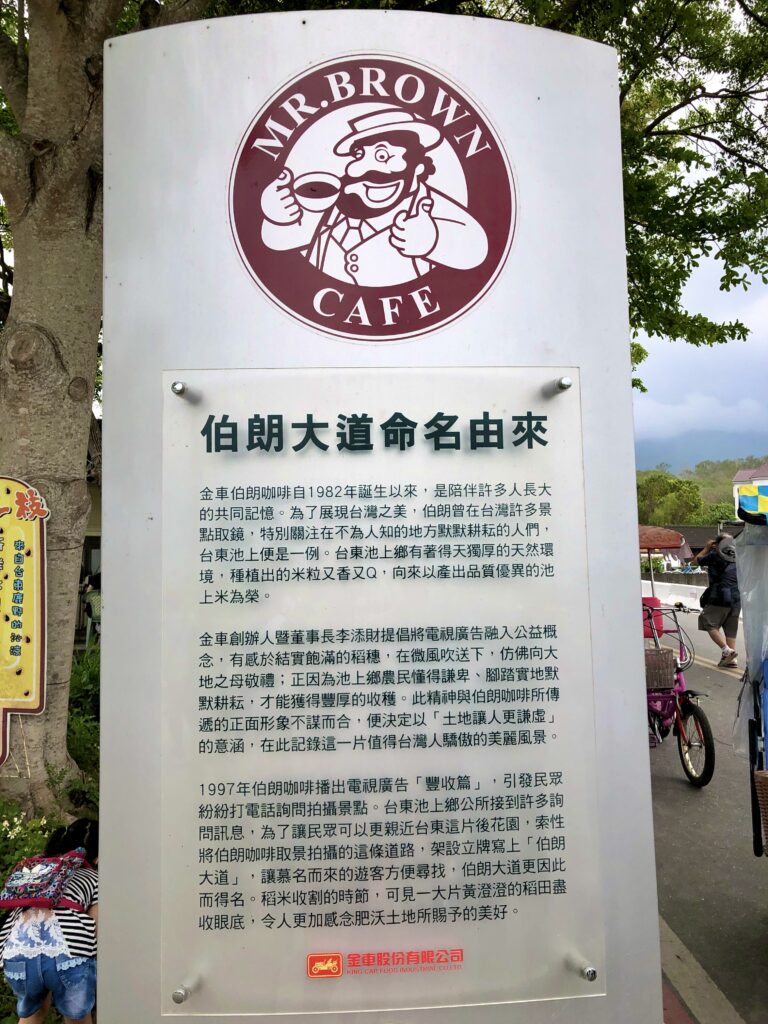 MR. BROWN
CAFE
伯朗大道命名由來
金車伯朗咖啡自1982年誕生以來，是陪伴許多人長大
的共同記憶。為了展現台灣之美，伯朗曾在台灣許多景
點取鏡，特別關注在不為人知的地方默默耕耘的人們，
台東池上便是一例。台東池上鄉有著得天獨厚的天然環
境，種植出的米粒又香又Q，向來以產出品質優異的池
上米為榮。
金車創辦人暨董事長李添財提倡將電視廣告融入公益概
念，有感於結實飽滿的稻穗，在微風吹送下，仿佛向大
地之母敬禮；正因為池上鄉農民懂得謙卑、腳踏實地默
默耕耘，才能獲得豐厚的收穫。此精神與伯朗咖啡所傳
遞的正面形象不謀而合，便決定以「土地讓人更謙虛」
的意涵，在此記錄這一片值得台灣人驕傲的美麗風景。
1997年伯朗咖啡播出電視廣告「豐收篇」，引發民眾
紛紛打電話詢問拍攝景點。台東池上鄉公所接到許多詢
問訊息，為了讓民眾可以更親近台東這片後花園，索性
將伯朗咖啡取景拍攝的這條道路，架設立牌寫上「伯朗
大道」，讓慕名而來的遊客方便尋找，伯朗大道更因此
而得名。稻米收割的時節，可見一大片黃澄澄的稻田盡
收眼底，令人更加感念肥沃土地所賜予的美好。
金車股份有限公司
KING CAR FOOD INDUSTRIAL CO., LTD
來自台東鹿野的沁涼